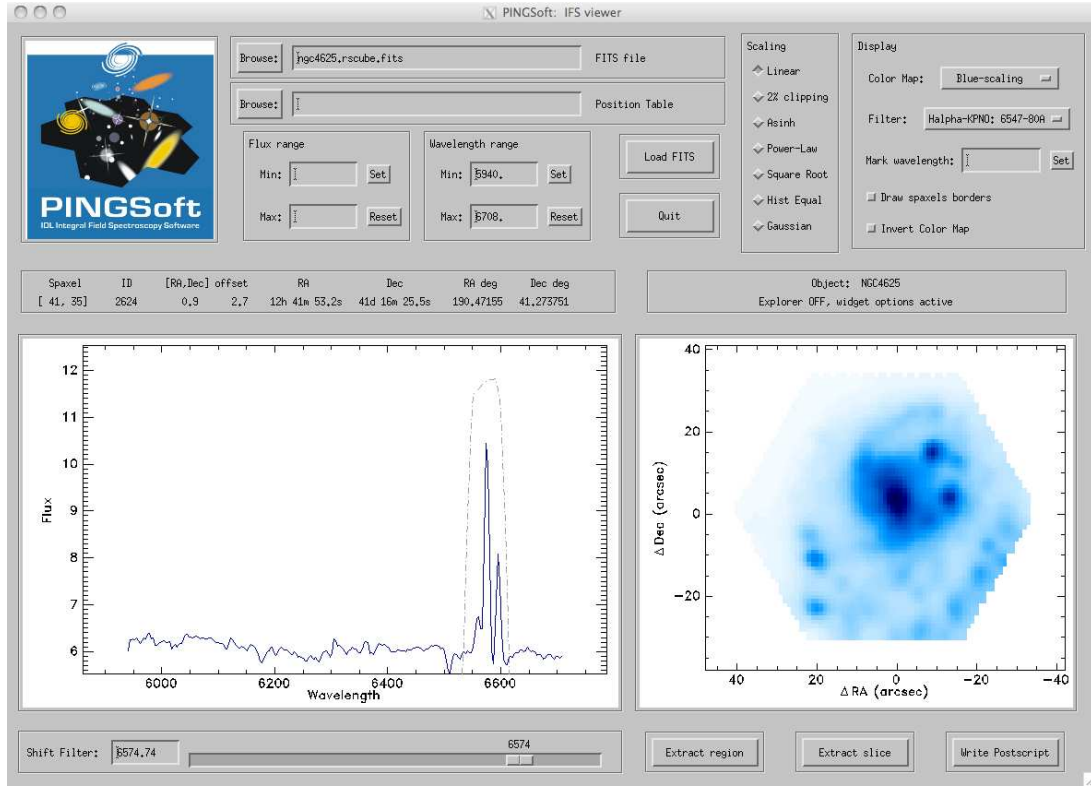 PINGSoft: IFS viewer
PINGSoft
IDL Integral Field Spectroscopy Software
Browse: ngc4625.rscube.fits FITS file
Browse: Position Table
Flux range
Min: Set
Max: Reset
Wavelength range
Min: 5940. Set
Max: 6708. Reset
Load FITS
Quit
Scaling
Linear
2% clipping
Asinh
Power-Law
Square Root
Hist Equal
Gaussian
Display
Color Map: Blue-scaling
Filter: Halpha-KPNO: 6547-80A
Mark wavelength: Set
Draw spaxels borders
Invert Color Map
Spaxel ID [RA,Dec] offset RA Dec RA deg Dec deg
[ 41, 35] 2624 0.9 2.7 12h 41m 53.2s 41d 16m 25.5s 190.47155 41.273751
Object: NGC4625
Explorer OFF, widget options active
Flux
12
11
10
9
8
7
6
6000 6200 6400 6600
Wavelength
Δ Dec (arcsec)
40
20
0
-20
40 20 0 -20 -40
Δ RA (arcsec)
Shift Filter: 6574.74
6574
Extract region
Extract slice
Write Postscript